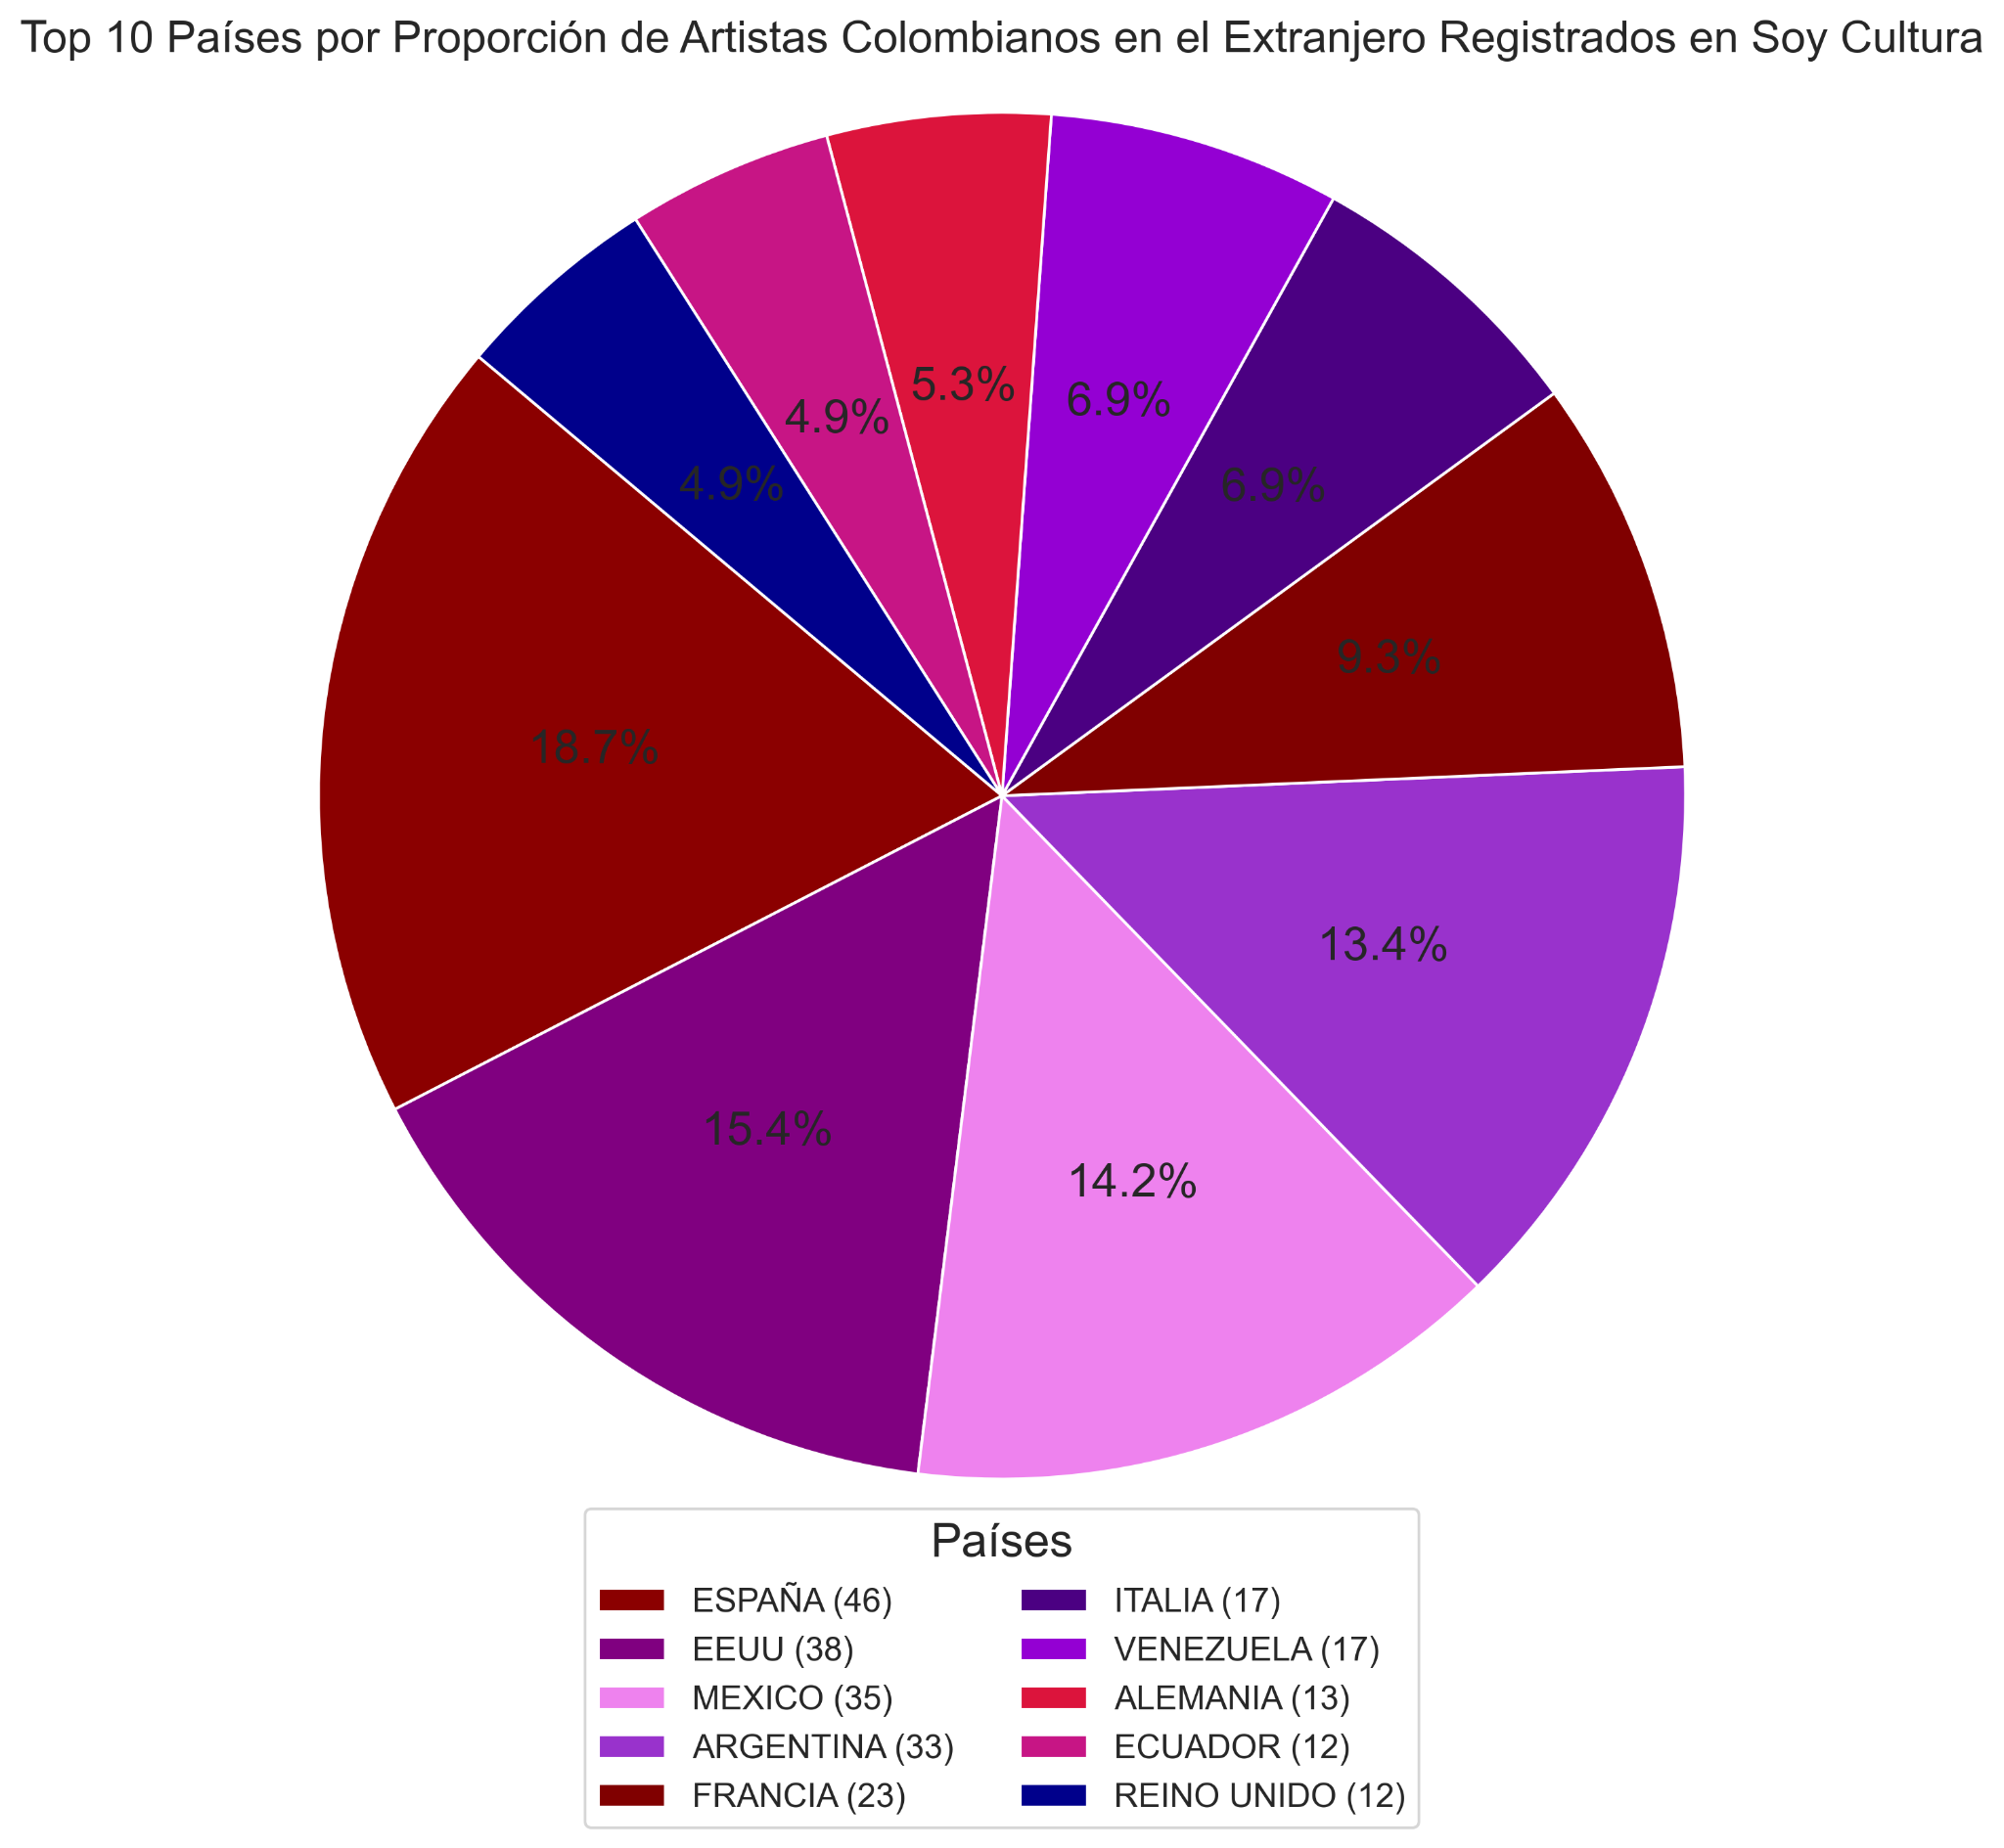 Top 10 Países por Proporción de Artistas Colombianos en el Extranjero Registrados en Soy Cultura
5.3%
6.9%
4.9%
4.9%
6.9%
9.3%
18.7%
13.4%
15.4%
14.2%
Países
ESPAÑA (46)
EEUU (38)
MEXICO (35)
ARGENTINA (33)
FRANCIA (23)
ITALIA (17)
VENEZUELA (17)
ALEMANIA (13)
ECUADOR (12)
REINO UNIDO (12)